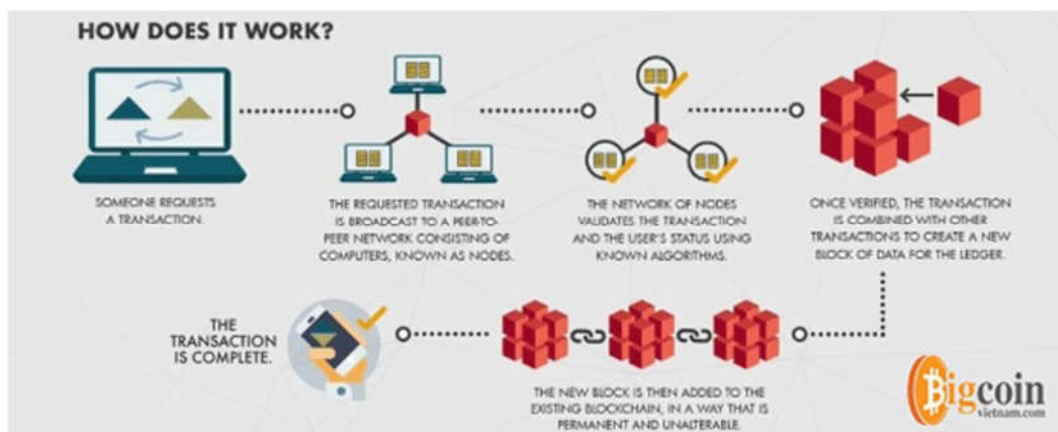 HOW DOES IT WORK?
SOMEONE REQUESTS
A TRANSACTION.
THE REQUESTED TRANSACTION
IS BROADCAST TO A PEER-TO-
PEER NETWORK CONSISTING OF
COMPUTERS, KNOWN AS NODES.
THE NETWORK OF NODES
VALIDATES THE TRANSACTION
AND THE USER'S STATUS USING
KNOWN ALGORITHMS.
ONCE VERIFIED, THE TRANSACTION
IS COMBINED WITH OTHER
TRANSACTIONS TO CREATE A NEW
BLOCK OF DATA FOR THE LEDGER.
THE NEW BLOCK IS THEN ADDED TO THE
EXISTING BLOCKCHAIN, IN A WAY THAT IS
PERMANENT AND UNALTERABLE.
THE
TRANSACTION
IS COMPLETE.
Bigcoin
vietnam.com